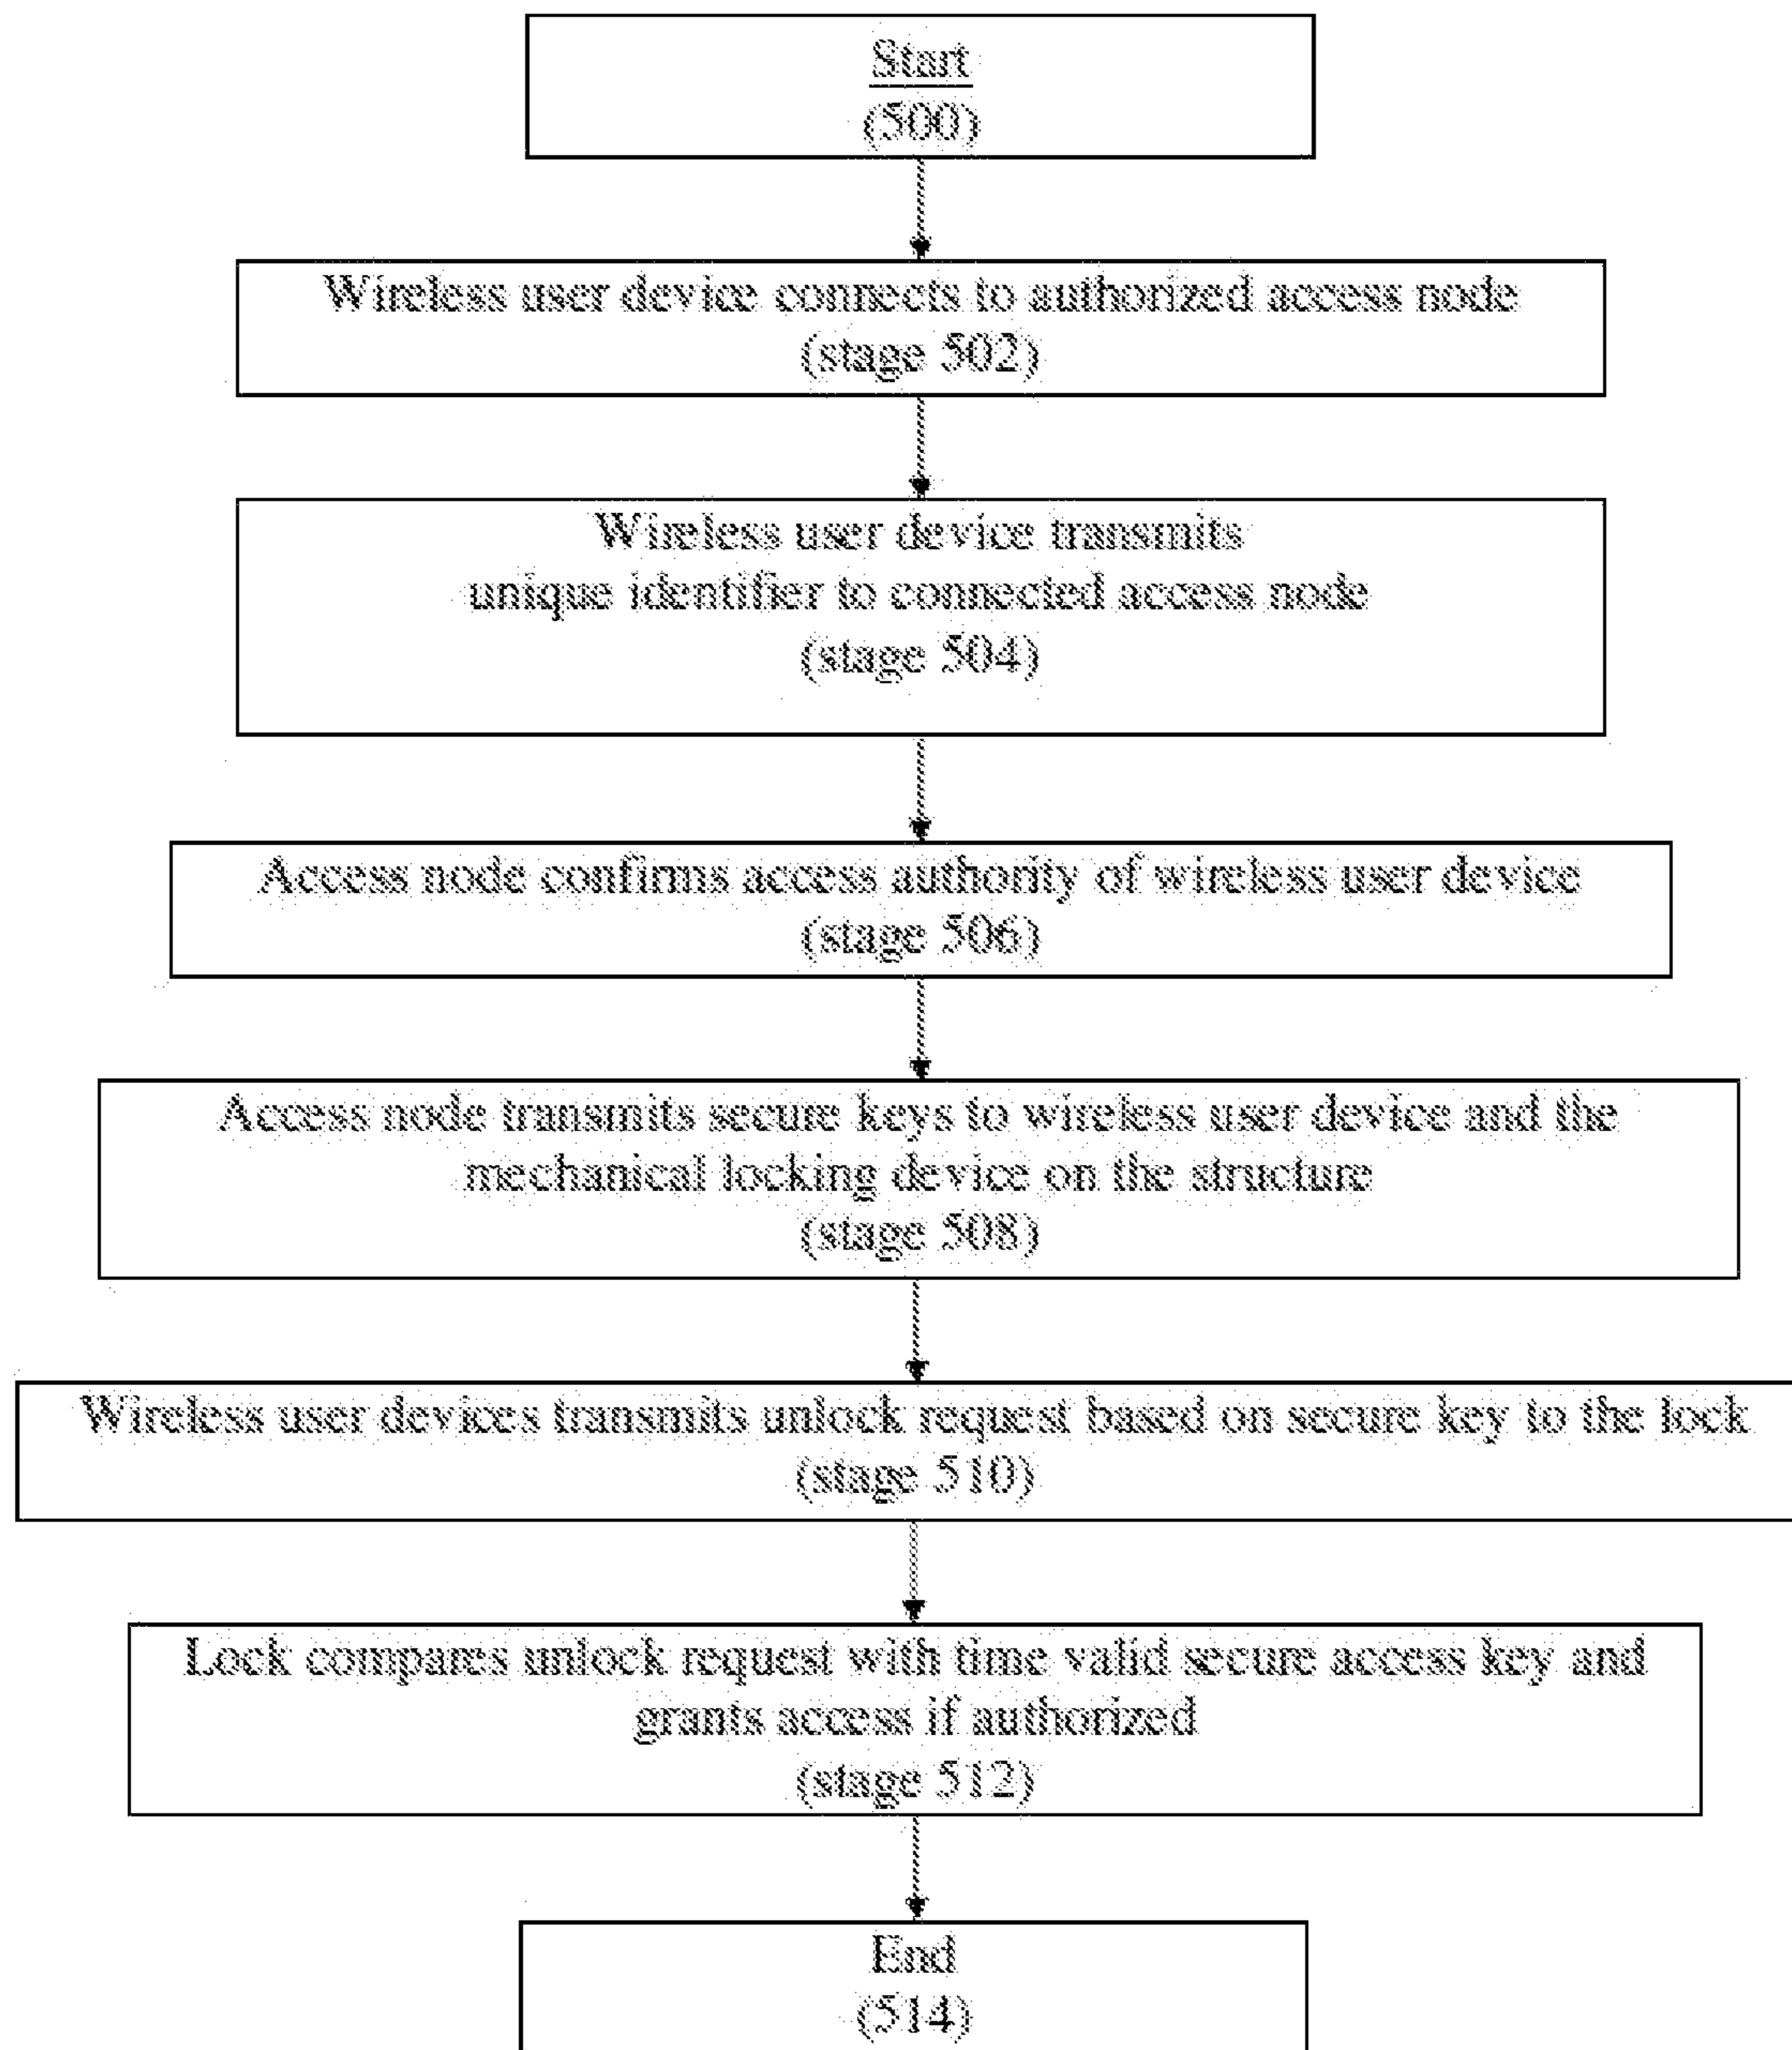 Start
(500)
Wireless user device connects to authorized access node
(stage 502)
Wireless user device transmits
unique identifier to connected access node
(stage 504)
Access node confirms access authority of wireless user device
(stage 506)
Access node transmits secure keys to wireless user device and the
mechanical locking device on the structure
(stage 508)
Wireless user devices transmits unlock request based on secure key to the lock
(stage 510)
Lock compares unlock request with time valid secure access key and
grants access if authorized
(stage 512)
End
(514)